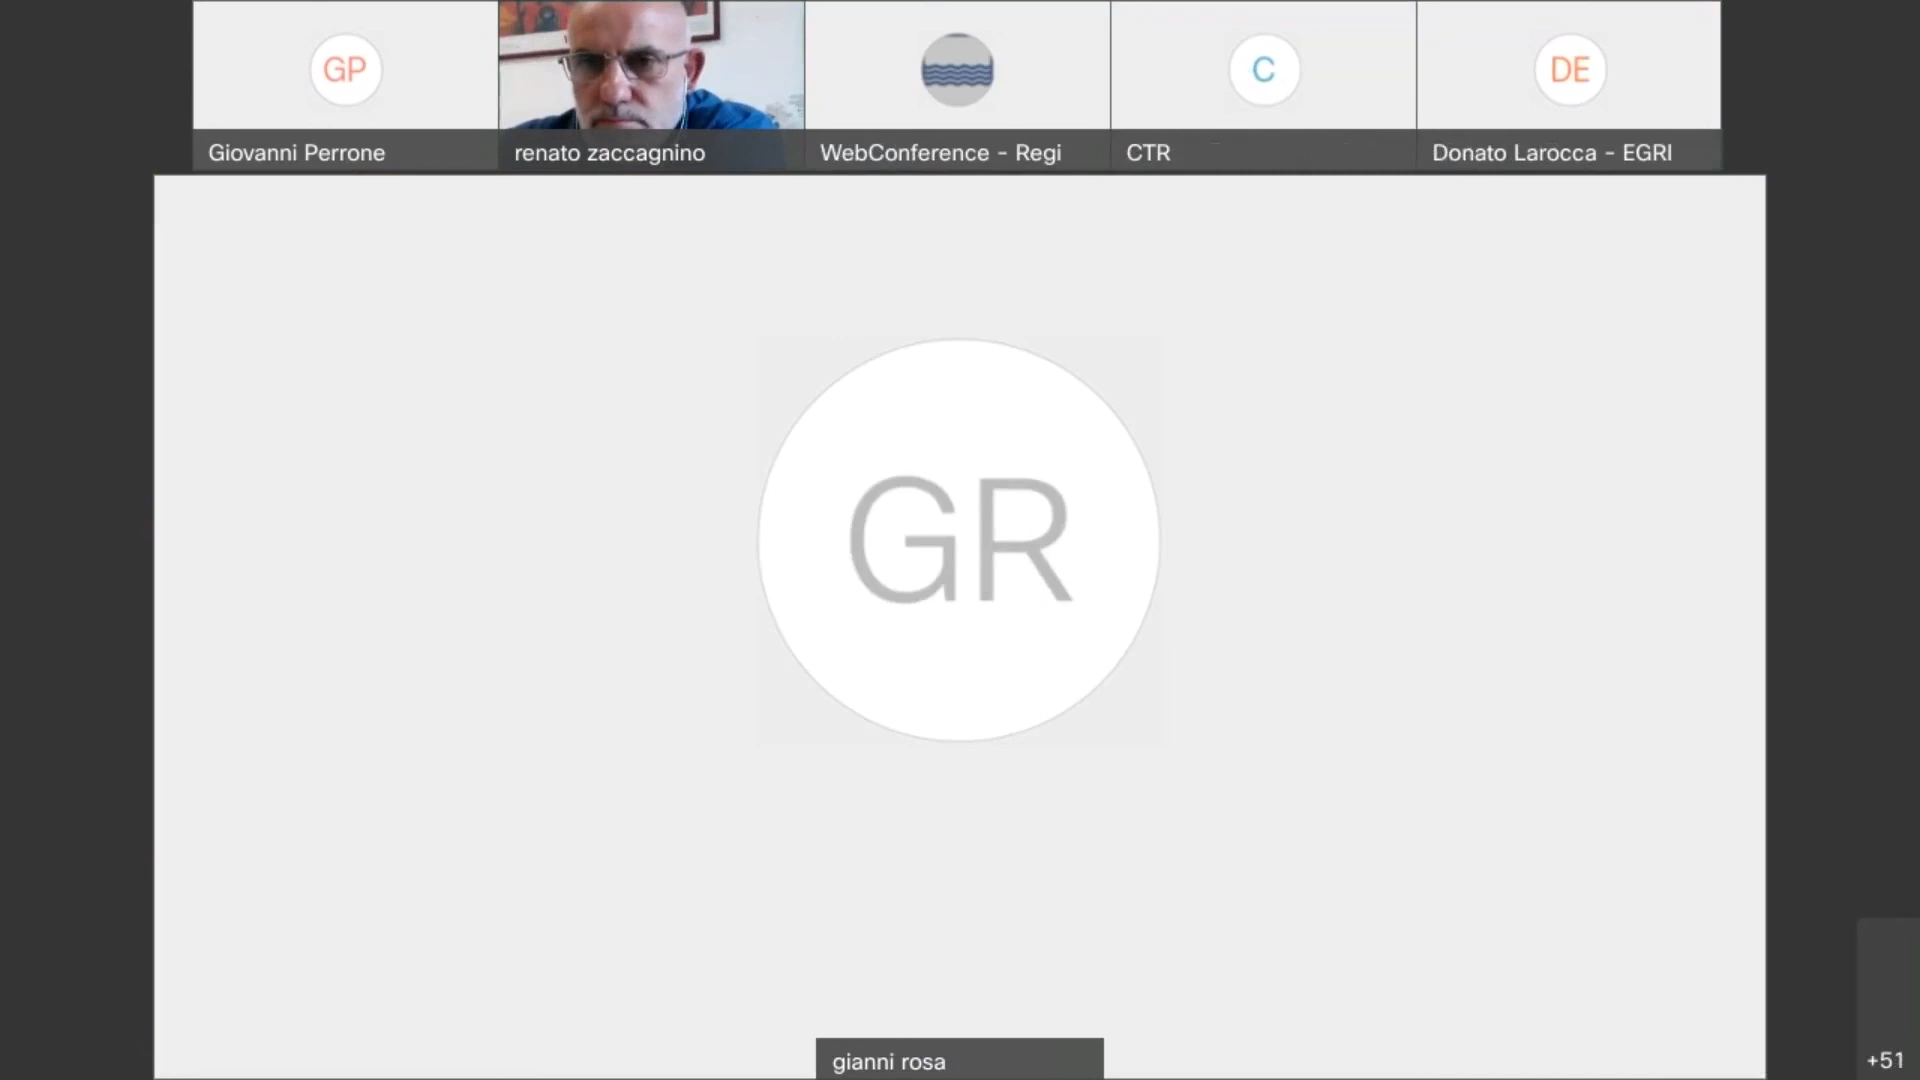 GP
C
DE
Giovanni Perrone
renato zaccagnino
WebConference - Regi
CTR
Donato Larocca - EGRI
GR
gianni rosa
+51